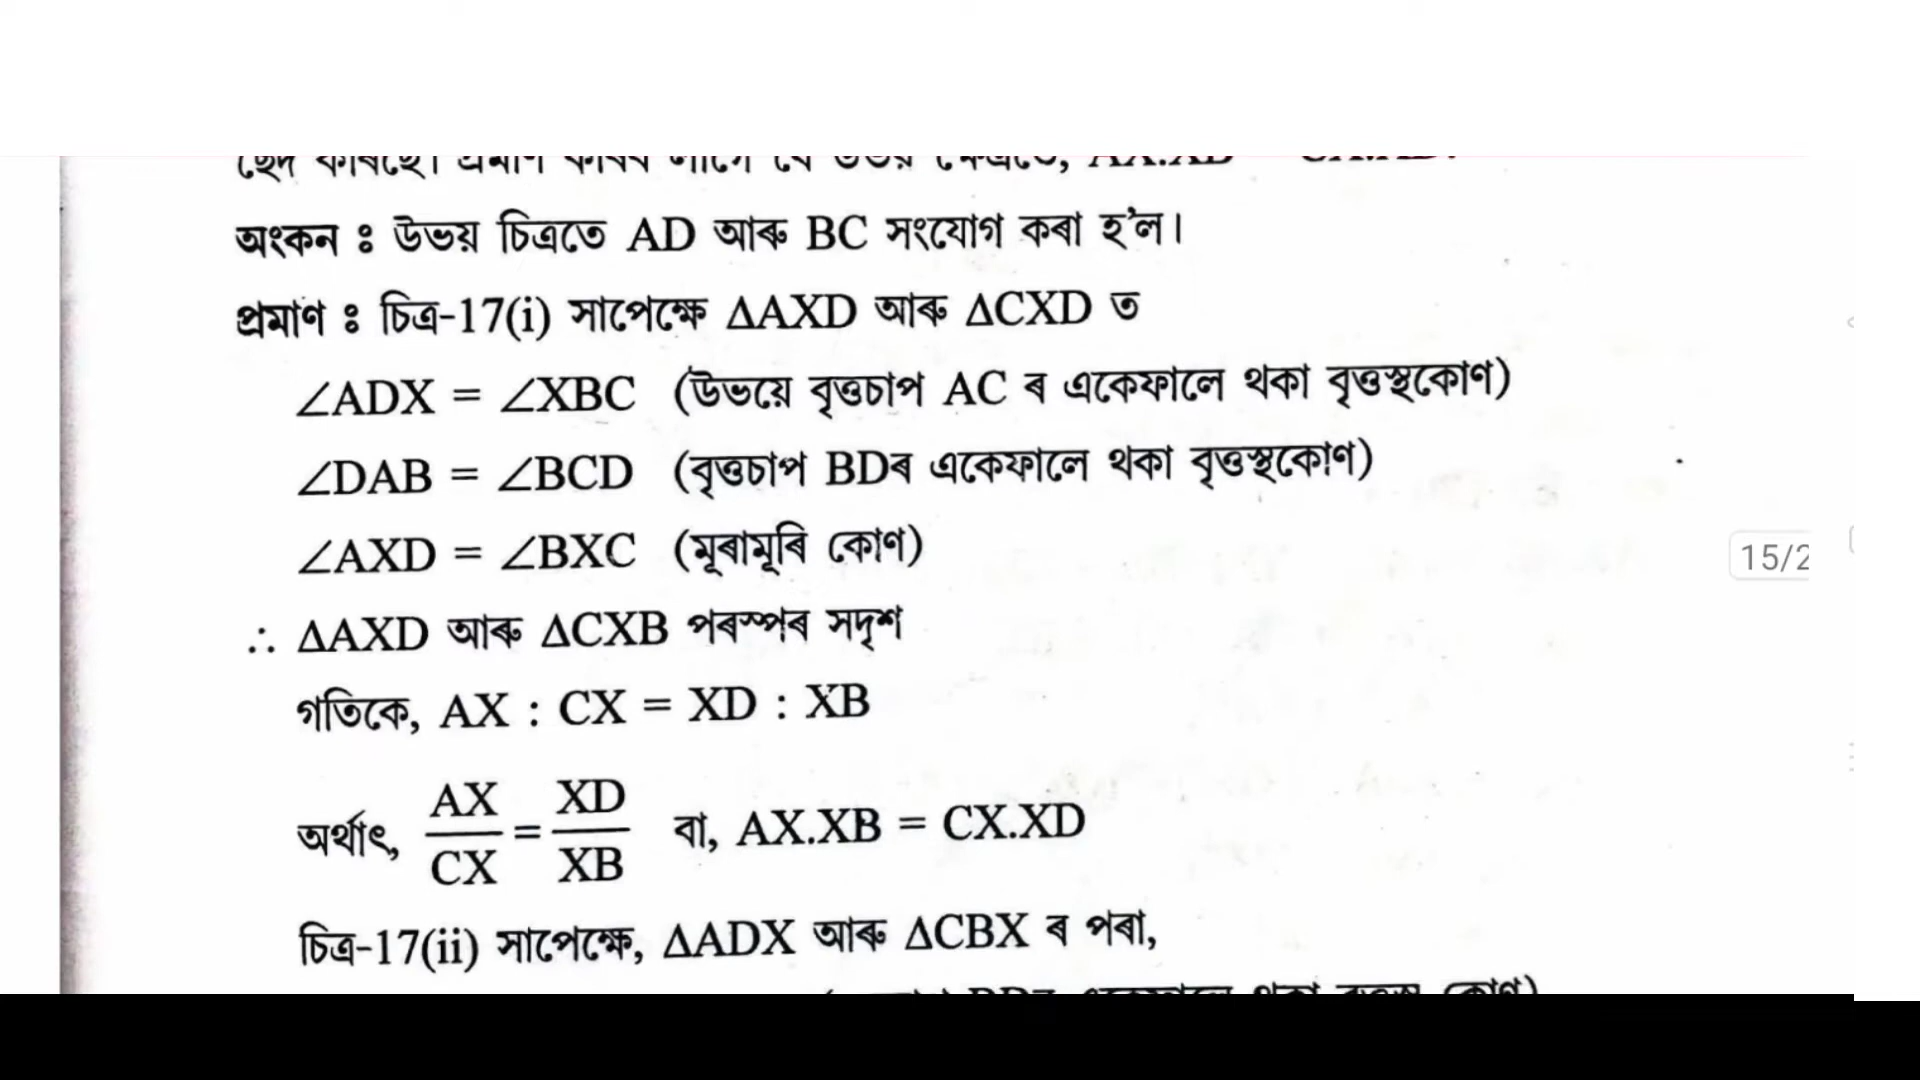 অংকন ঃ উভয় চিত্ৰতে AD আৰু BC সংযোগ কৰা হ'ল।
প্ৰমাণ ঃ চিত্ৰ-17(i) সাপেক্ষে ΔAXD আৰু ΔCXD ত
∠ADX = ∠XBC (উভয়ে বৃত্তচাপ AC ৰ একেফালে থকা বৃত্তস্থকোণ)
∠DAB = ∠BCD (বৃত্তচাপ BDৰ একেফালে থকা বৃত্তস্থকোণ)
∠AXD = ∠BXC (মূৰামূৰি কোণ)
15/2
∴ ΔAXD আৰু ΔCXB পৰস্পৰ সদৃশ
গতিকে, AX : CX = XD : XB
অৰ্থাৎ, AX/CX = XD/XB বা, AX.XB = CX.XD
চিত্ৰ-17(ii) সাপেক্ষে, ΔADX আৰু ΔCBX ৰ পৰা,